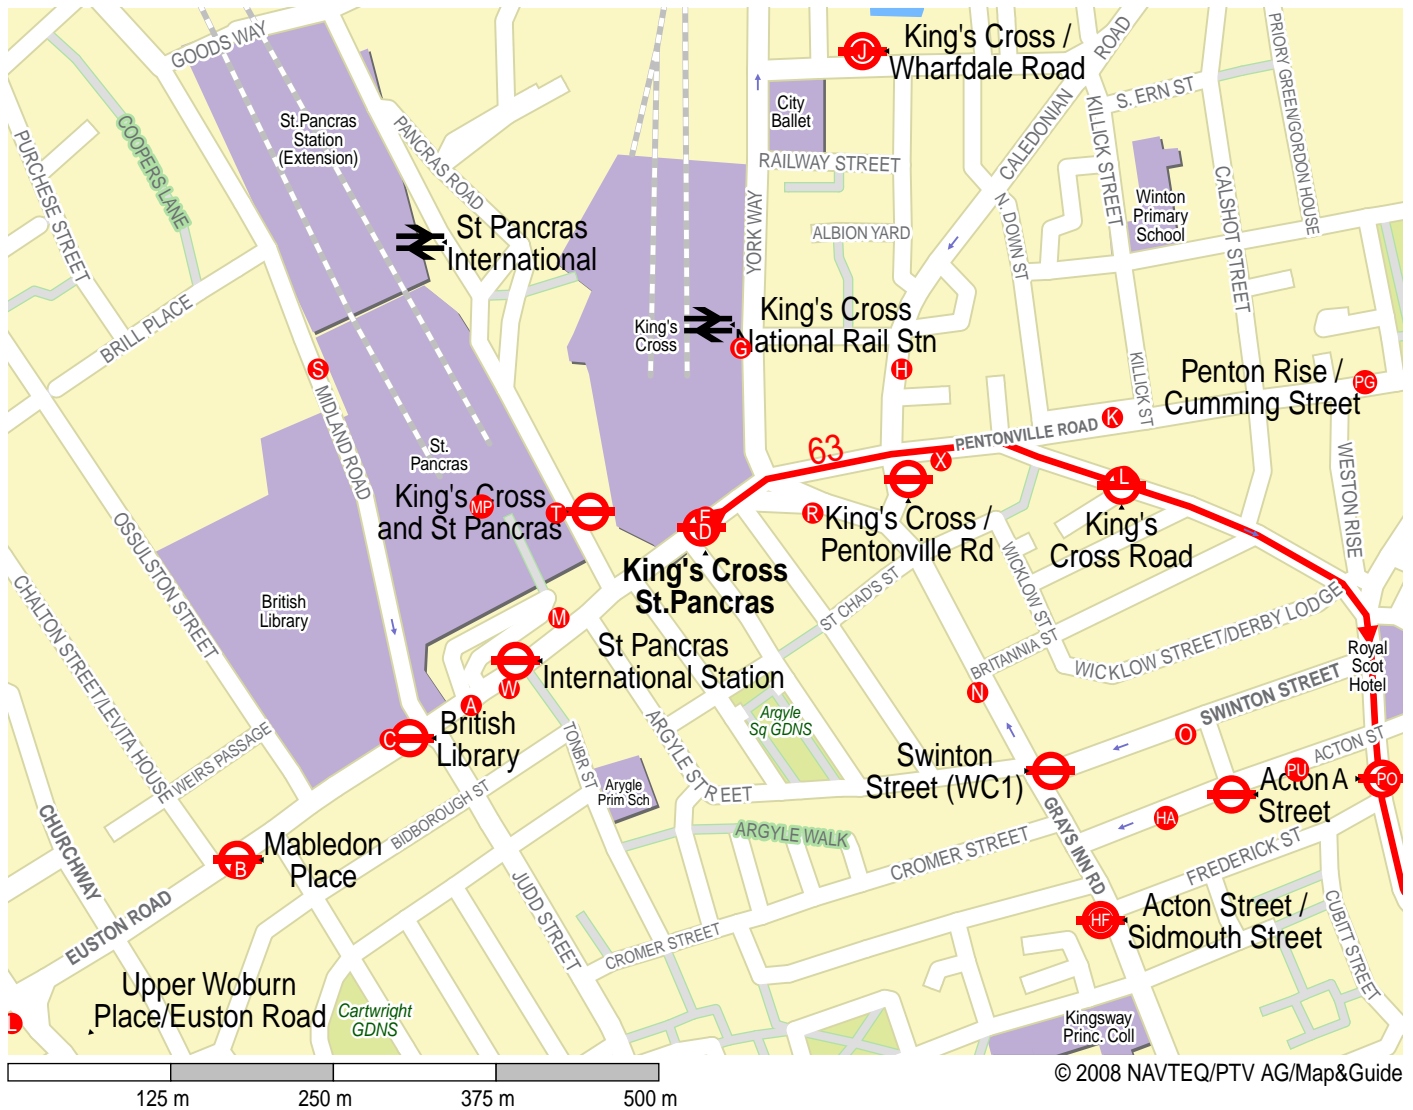 GOODS WAY
St.Pancras
Station
(Extension)
COOPERS LANE
PURCHESE STREET
PANCRAS ROAD
BRILL PLACE
St Pancras
International
King's Cross /
Wharfdale Road
J
City
Ballet
RAILWAY STREET
ALBION YARD
YORK WAY
CALEDONIAN
ROAD
KILLICK STREET
S. ERN ST
PRIORY GREEN/GORDON HOUSE
CALSHOT STREET
Winton
Primary
School
N. DOWN ST
King's
Cross
King's Cross
National Rail Stn
G
H
S
MIDLAND ROAD
KILLICK ST
Penton Rise /
Cumming Street
PG
K
PENTONVILLE ROAD
63
X
WESTON RISE
St.
Pancras
King's Cross
and St Pancras
MP
T
F
D
King's Cross
St.Pancras
R
King's Cross /
Pentonville Rd
L
King's
Cross Road
OSSULSTON STREET
British
Library
CHALTON STREET/LEVITA HOUSE
WICKLOW ST
ST CHAD'S ST
BRITANNIA ST
WICKLOW STREET/DERBY LODGE
Royal
Scot
Hotel
M
St Pancras
International Station
W
A
C
British
Library
N
SWINTON STREET
O
ACTON ST
Argyle
Sq GDNS
ARGYLE STREET
TONBR ST
WEIRS PASSAGE
Arygle
Prim Sch
Swinton
Street (WC1)
PU
Acton A
Street
PO
HA
GRAYS INN RD
BIDBOROUGH ST
ARGYLE WALK
CROMER STREET
FREDERICK ST
CHURCHWAY
Mabledon
Place
B
EUSTON ROAD
JUDD STREET
CROMER STREET
HF
Acton Street /
Sidmouth Street
CUBITT STREET
Upper Woburn
Place/Euston Road
L
Cartwright
GDNS
Kingsway
Princ. Coll
125 m
250 m
375 m
500 m
© 2008 NAVTEQ/PTV AG/Map&Guide